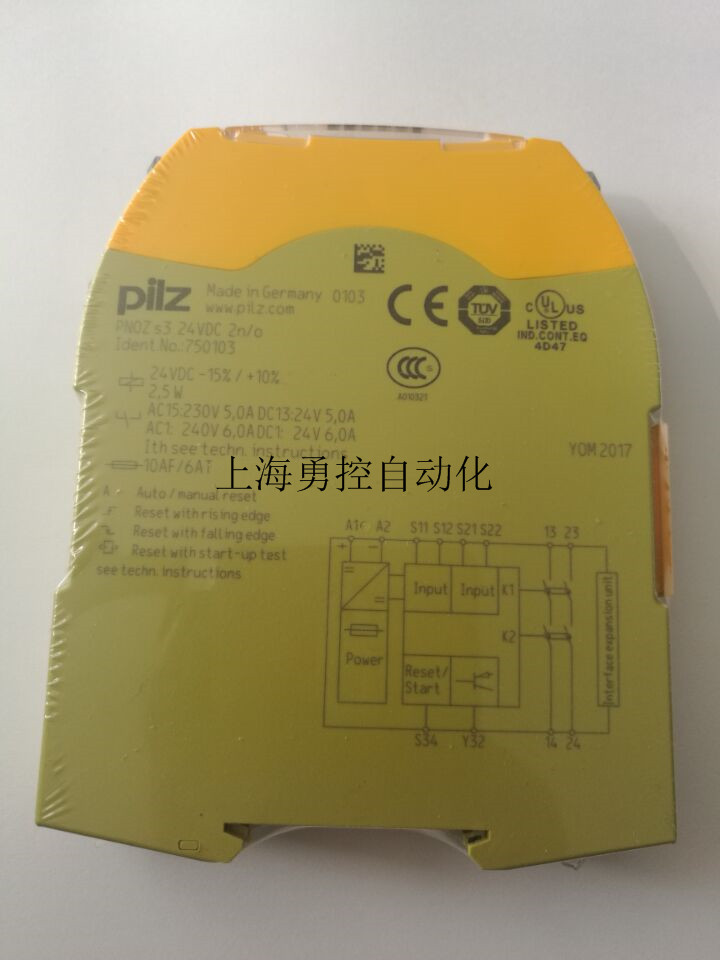 pilz Made in Germany 0103
www.pilz.com
PNOZ s3 24VDC 2n/o
Ident.No.:750103
CE
TÜV
C UL US
LISTED
IND.CONT.EQ
4D47
CCC
A010321
24VDC -15% / +10%
2,5 W
AC15:230V 5,0A DC13:24V 5,0A
AC1: 240V 6,0A DC1: 24V 6,0A
Ith see techn. instructions
10AF/6AT
YOM 2017
上海勇控自动化
A Auto / manual reset
Reset with rising edge
Reset with falling edge
Reset with start-up test
see techn. instructions
A1 A2 S11 S12 S21 S22 13 23
+ −
Input Input K1
K2
Power
Reset/
Start
Interface expansion unit
S34 Y32 14 24